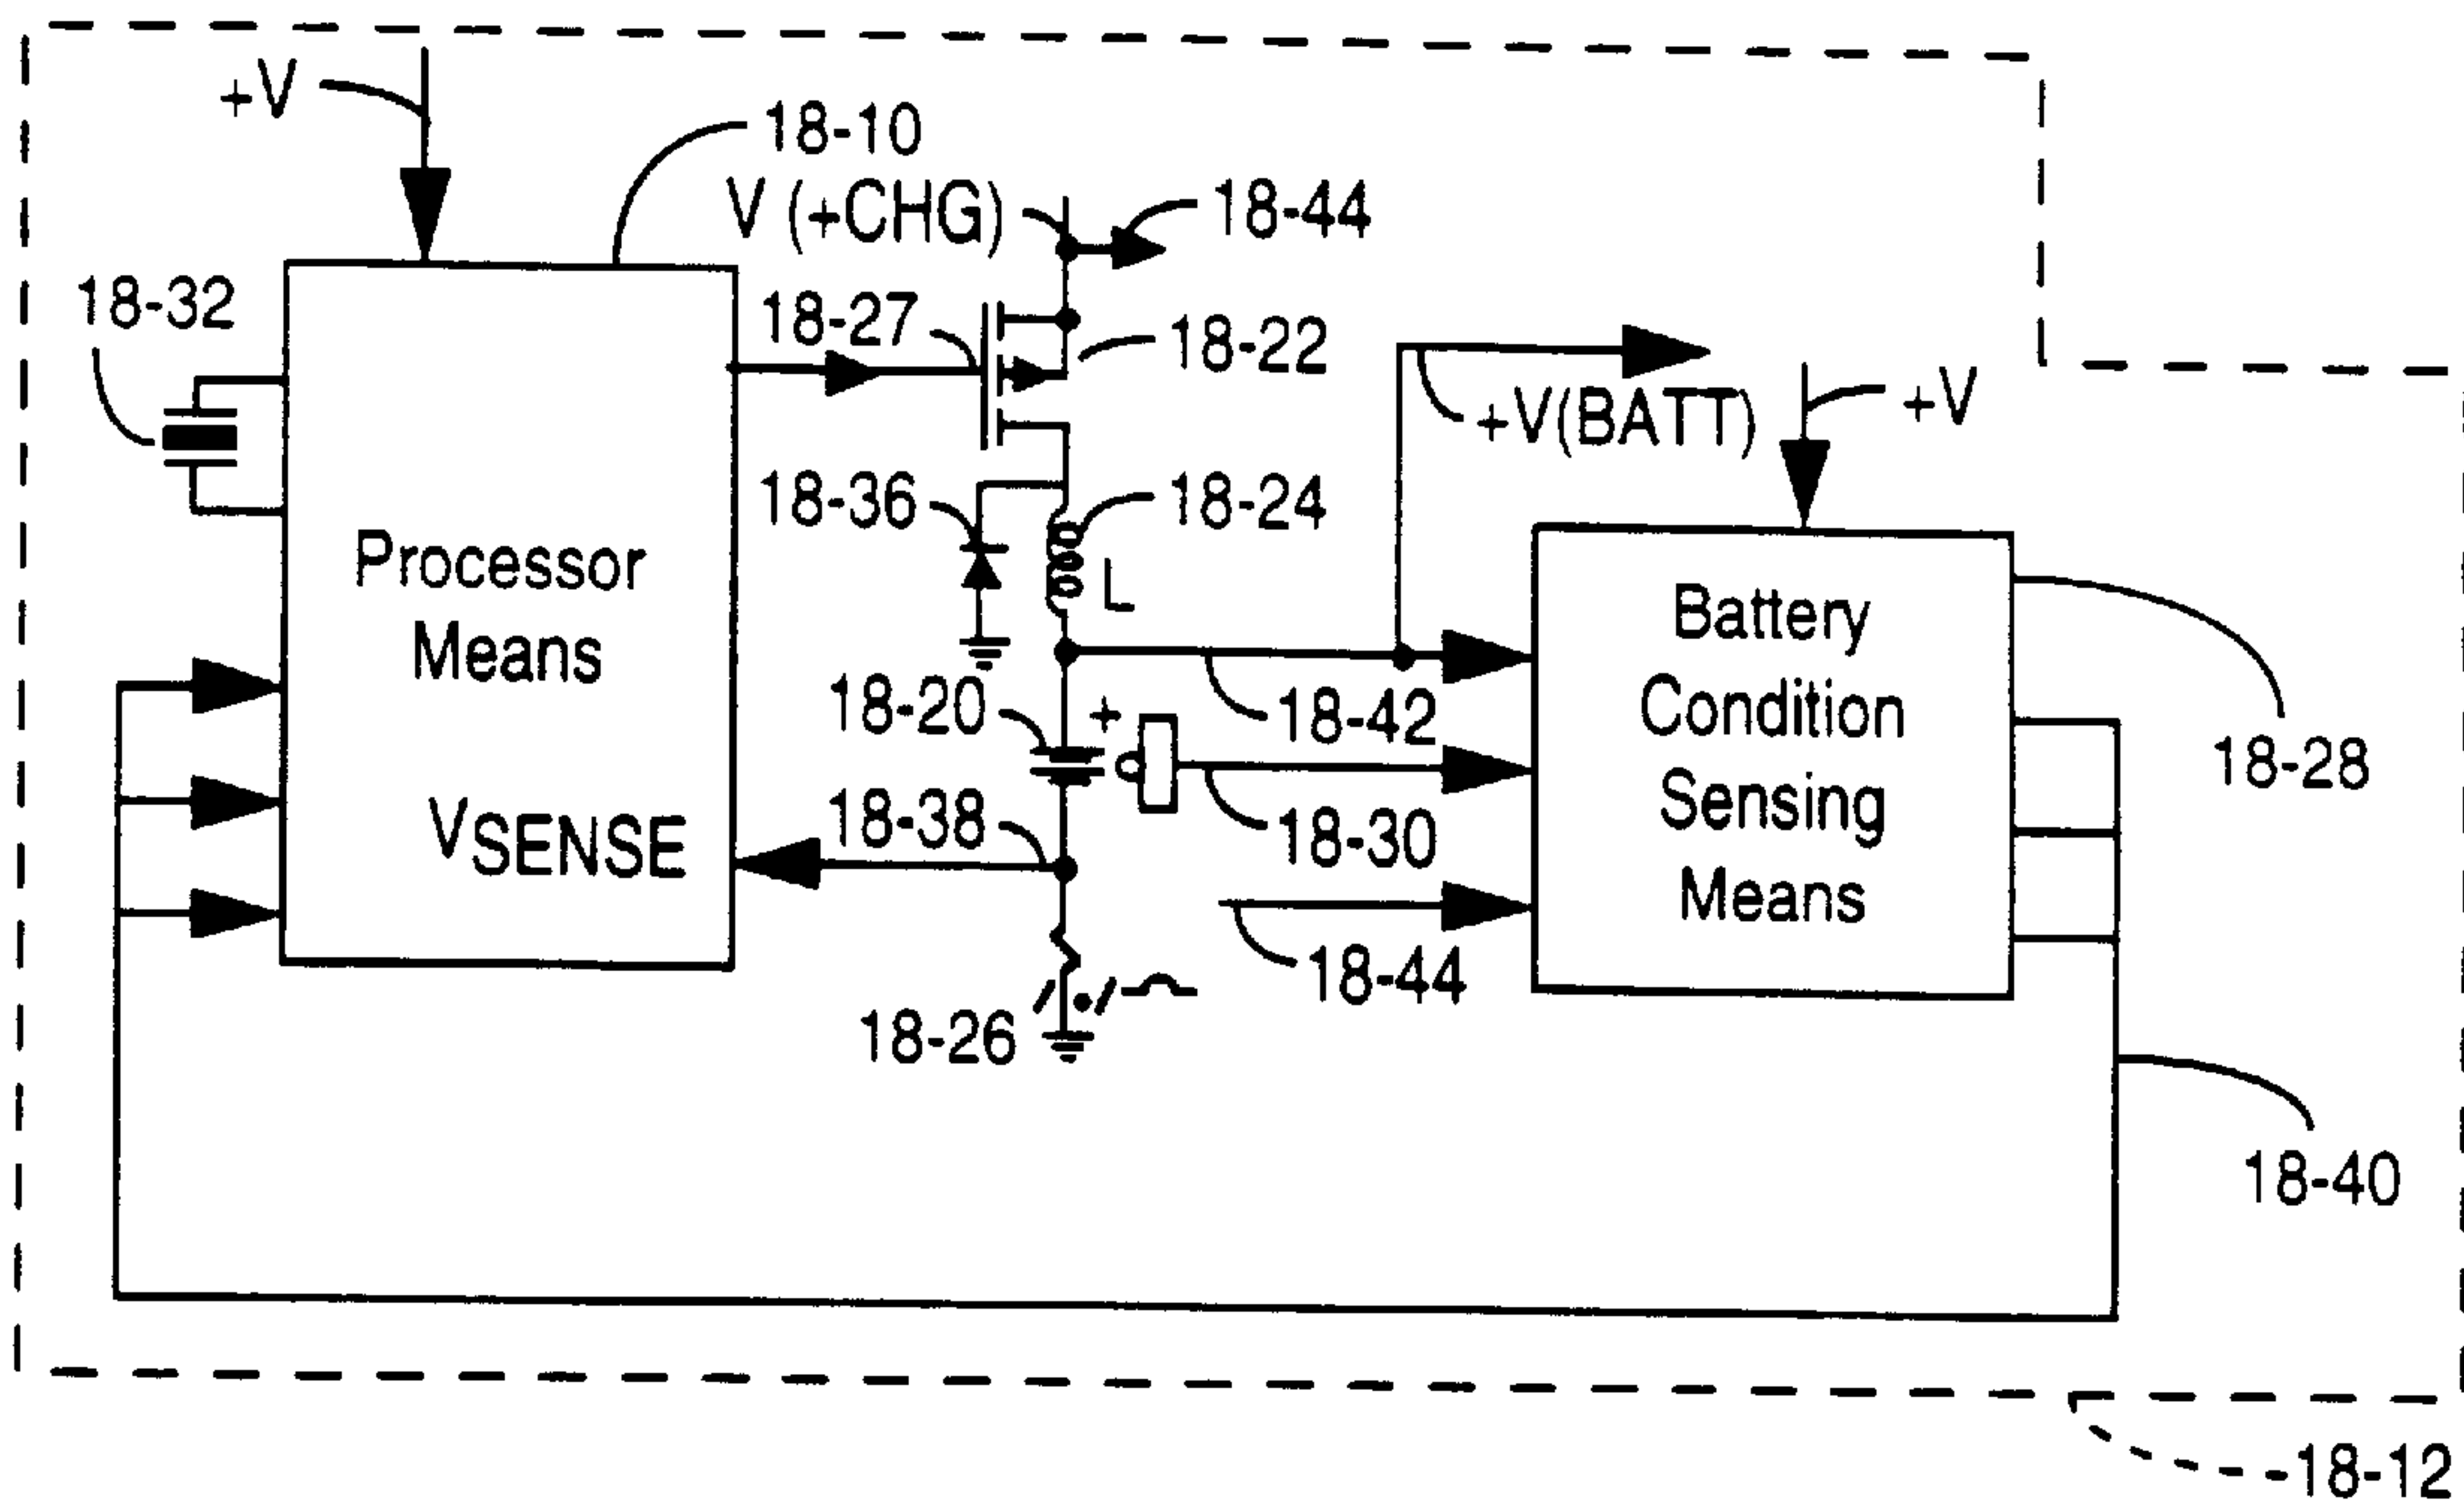 +V
18-10
V (+CHG)
18-44
18-32
18-27
18-22
+V(BATT)
+V
18-36
18-24
L
Processor
Means
Battery
Condition
Sensing
Means
18-20
+
18-42
18-28
VSENSE
18-38
18-30
18-44
18-26
18-40
18-12